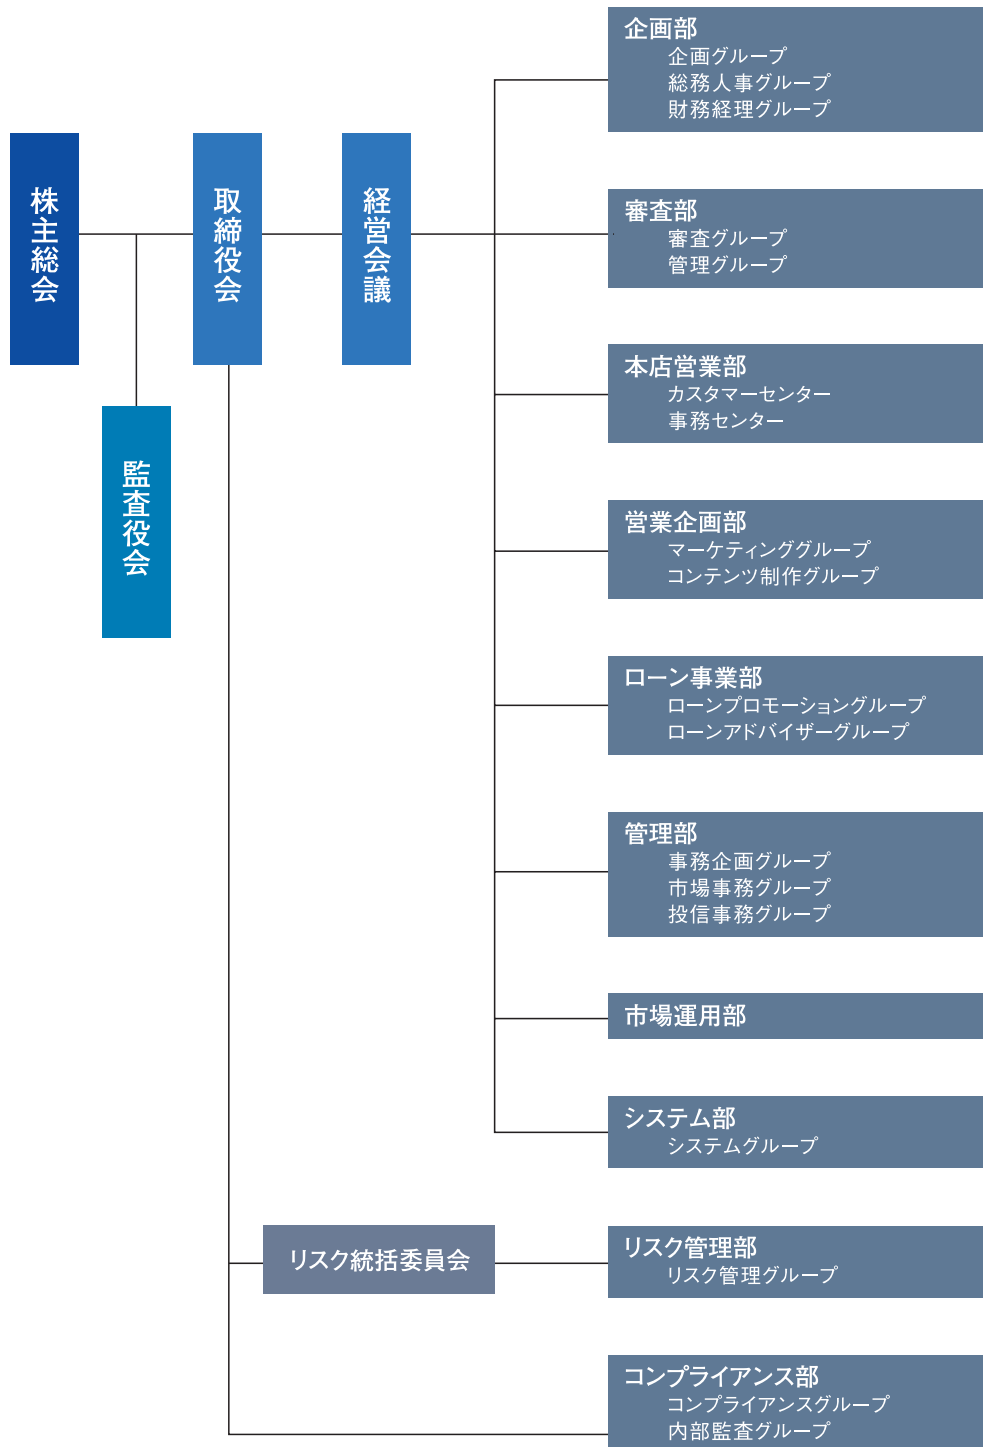 株主総会
監査役会
取締役会
経営会議
企画部
企画グループ
総務人事グループ
財務経理グループ
審査部
審査グループ
管理グループ
本店営業部
カスタマーセンター
事務センター
営業企画部
マーケティンググループ
コンテンツ制作グループ
ローン事業部
ローンプロモーショングループ
ローンアドバイザーグループ
管理部
事務企画グループ
市場事務グループ
投信事務グループ
市場運用部
システム部
システムグループ
リスク統括委員会
リスク管理部
リスク管理グループ
コンプライアンス部
コンプライアンスグループ
内部監査グループ